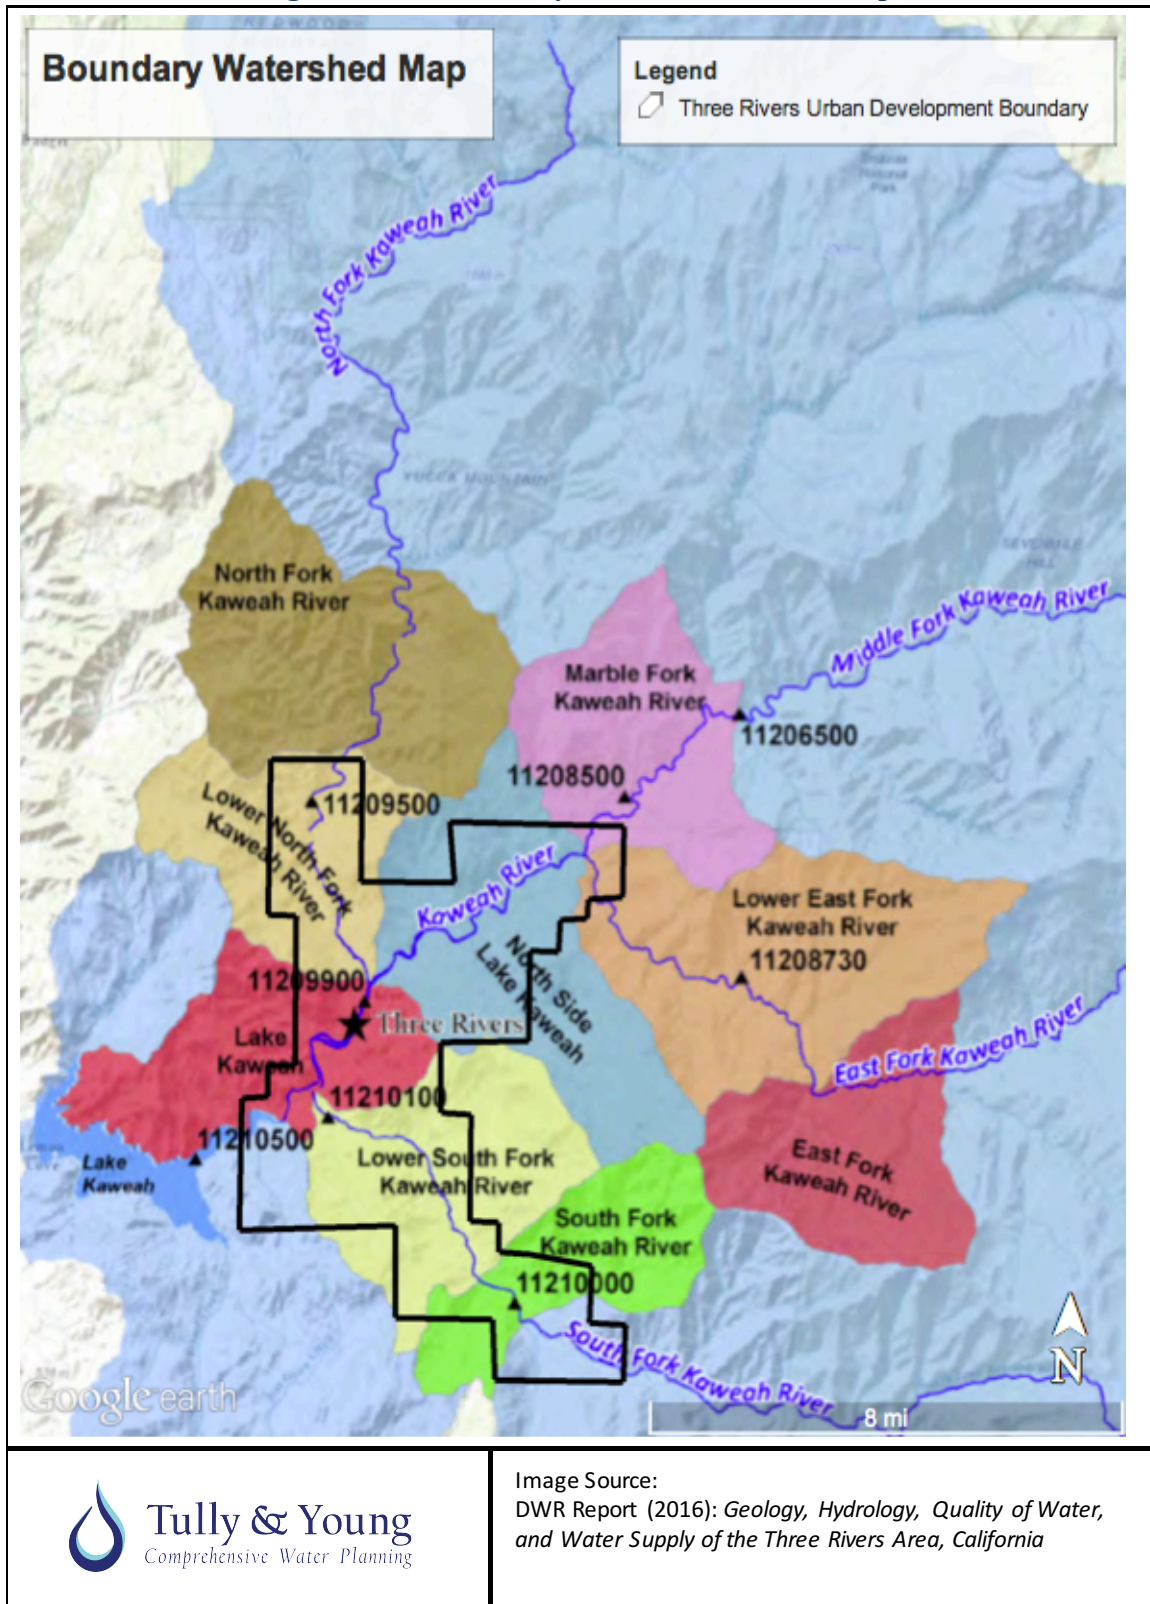 Boundary Watershed Map
Legend
Three Rivers Urban Development Boundary
North Fork Kaweah River
YUCCA MOUNTAIN
North Fork
Kaweah River
Middle Fork Kaweah River
Marble Fork
Kaweah River
11206500
11208500
11209500
Lower North Fork
Kaweah River
Kaweah River
Lower East Fork
Kaweah River
11208730
North Side
Lake Kaweah
11209900
Three Rivers
Lake
Kaweah
East Fork Kaweah River
11210100
11210500
Lake
Kaweah
Lower South Fork
Kaweah River
East Fork
Kaweah River
South Fork
Kaweah River
11210000
South Fork Kaweah River
N
Google earth
8 mi
Tully & Young
Comprehensive Water Planning
Image Source:
DWR Report (2016): Geology, Hydrology, Quality of Water,
and Water Supply of the Three Rivers Area, California